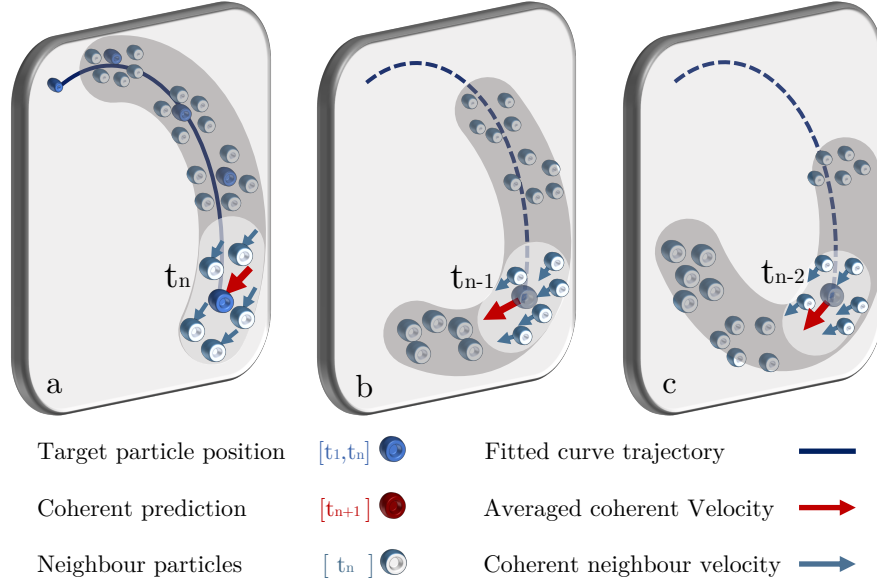 tn
tn-1
tn-2
a
b
c
Target particle position [t1,tn]
Fitted curve trajectory
Coherent prediction [tn+1]
Averaged coherent Velocity
Neighbour particles [ tn ]
Coherent neighbour velocity